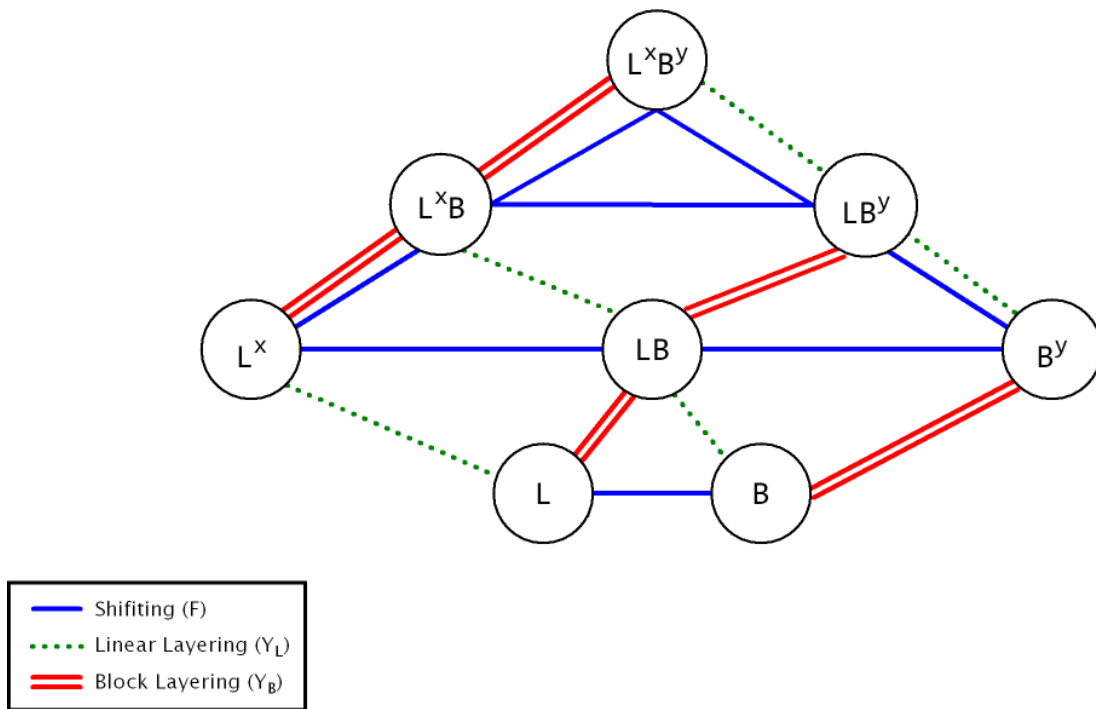 LˣBʸ
LˣB
LBʸ
Lˣ
LB
Bʸ
L
B
Shifiting (F)
Linear Layering (Y_L)
Block Layering (Y_B)